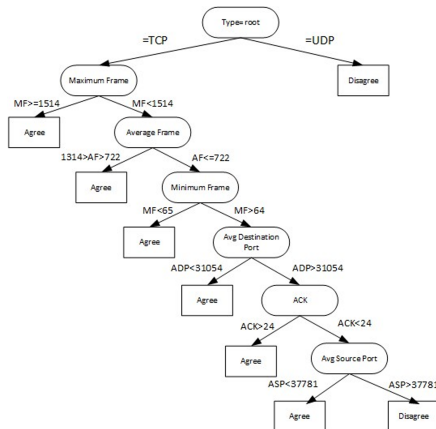 Type= root
=TCP
=UDP
Maximum Frame
Disagree
MF>=1514
MF<1514
Agree
Average Frame
1314>AF>722
AF<=722
Agree
Minimum Frame
MF<65
MF>64
Agree
Avg Destination
Port
ADP<31054
ADP>31054
Agree
ACK
ACK>24
ACK<24
Agree
Avg Source Port
ASP<37781
ASP>37781
Agree
Disagree